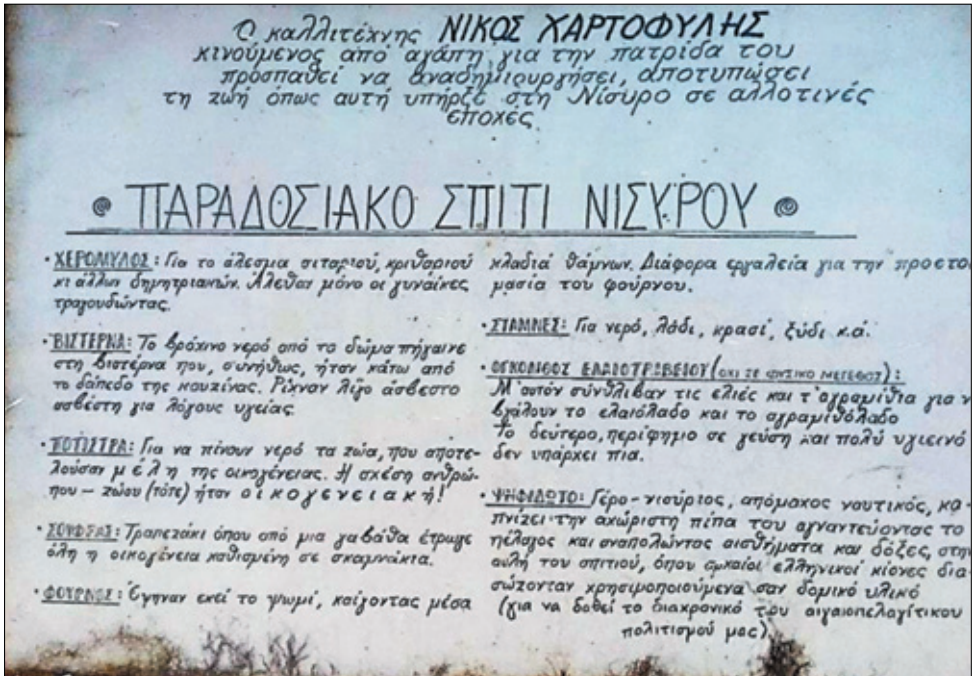 Ο καλλιτέχνης ΝΙΚΟΣ ΧΑΡΤΟΦΥΛΗΣ
κινούμενος από αγάπη για την πατρίδα του
προσπαθεί να αναδημιουργήσει, αποτυπώσει
τη ζωή όπως αυτή υπήρξε στη Νίσυρο σε αλλοτινές
εποχές
ΠΑΡΑΔΟΣΙΑΚΟ ΣΠΙΤΙ ΝΙΣΥΡΟΥ
· ΧΕΡΟΜΥΛΟΣ: Για το άλεσμα σιταριού, κριθαριού
κι άλλων δημητριακών. Άλεθαν μόνο οι γυναίκες
τραγουδώντας.
· ΒΙΣΤΕΡΝΑ: Το βρόχινο νερό από το δώμα πήγαινε
στη βιστέρνα που, συνήθως, ήταν κάτω από
το δάπεδο της κουζίνας. Ρίχναν λίγο άσβεστο
ασβέστη για λόγους υγείας.
· ΠΟΤΙΣΤΡΑ: Για να πίνουν νερό τα ζώα, που αποτε-
λούσαν μέλη της οικογένειας. Η σχέση ανθρώ-
που - ζώου (τότε) ήταν οικογενειακή!
· ΣΟΥΦΡΑΣ: Τραπεζάκι όπου από μια γαβάθα έτρωγε
όλη η οικογένεια καθισμένη σε σκαμνάκια.
· ΦΟΥΡΝΟΣ: Έψηναν εκεί το ψωμί, καίγοντας μέσα
κλαδιά θάμνων. Διάφορα εργαλεία για την προετο
μασία του φούρνου.
· ΣΤΑΜΝΕΣ: Για νερό, λάδι, κρασί, ξύδι κ.ά.
· ΟΓΚΟΛΙΘΟΣ ΕΛΑΙΟΤΡΙΒΕΙΟΥ (ΟΧΙ ΣΕ ΦΥΣΙΚΟ ΜΕΓΕΘΟΣ):
Μ' αυτόν σύνθλιβαν τις ελιές και τ' αγραμίθια για ν
βγάλουν το ελαιόλαδο και το αγραμιθόλαδο
Το δεύτερο, περίφημο σε γεύση και πολύ υγιεινό
δεν υπάρχει πια.
· ΨΗΦΙΔΩΤΟ: Γέρο-νισύριος, απόμαχος ναυτικός, κα-
πνίζει την αχώριστη πίπα του αγναντεύοντας το
πέλαγος και αναπολώντας αισθήματα και δόξες, στην
αυλή του σπιτιού, όπου αρχαίοι ελληνικοί κίονες δια-
σώζονταν χρησιμοποιούμενα σαν δομικό υλικό
(για να δοθεί το διαχρονικό του αιγαιοπελαγίτικου
πολιτισμού μας)